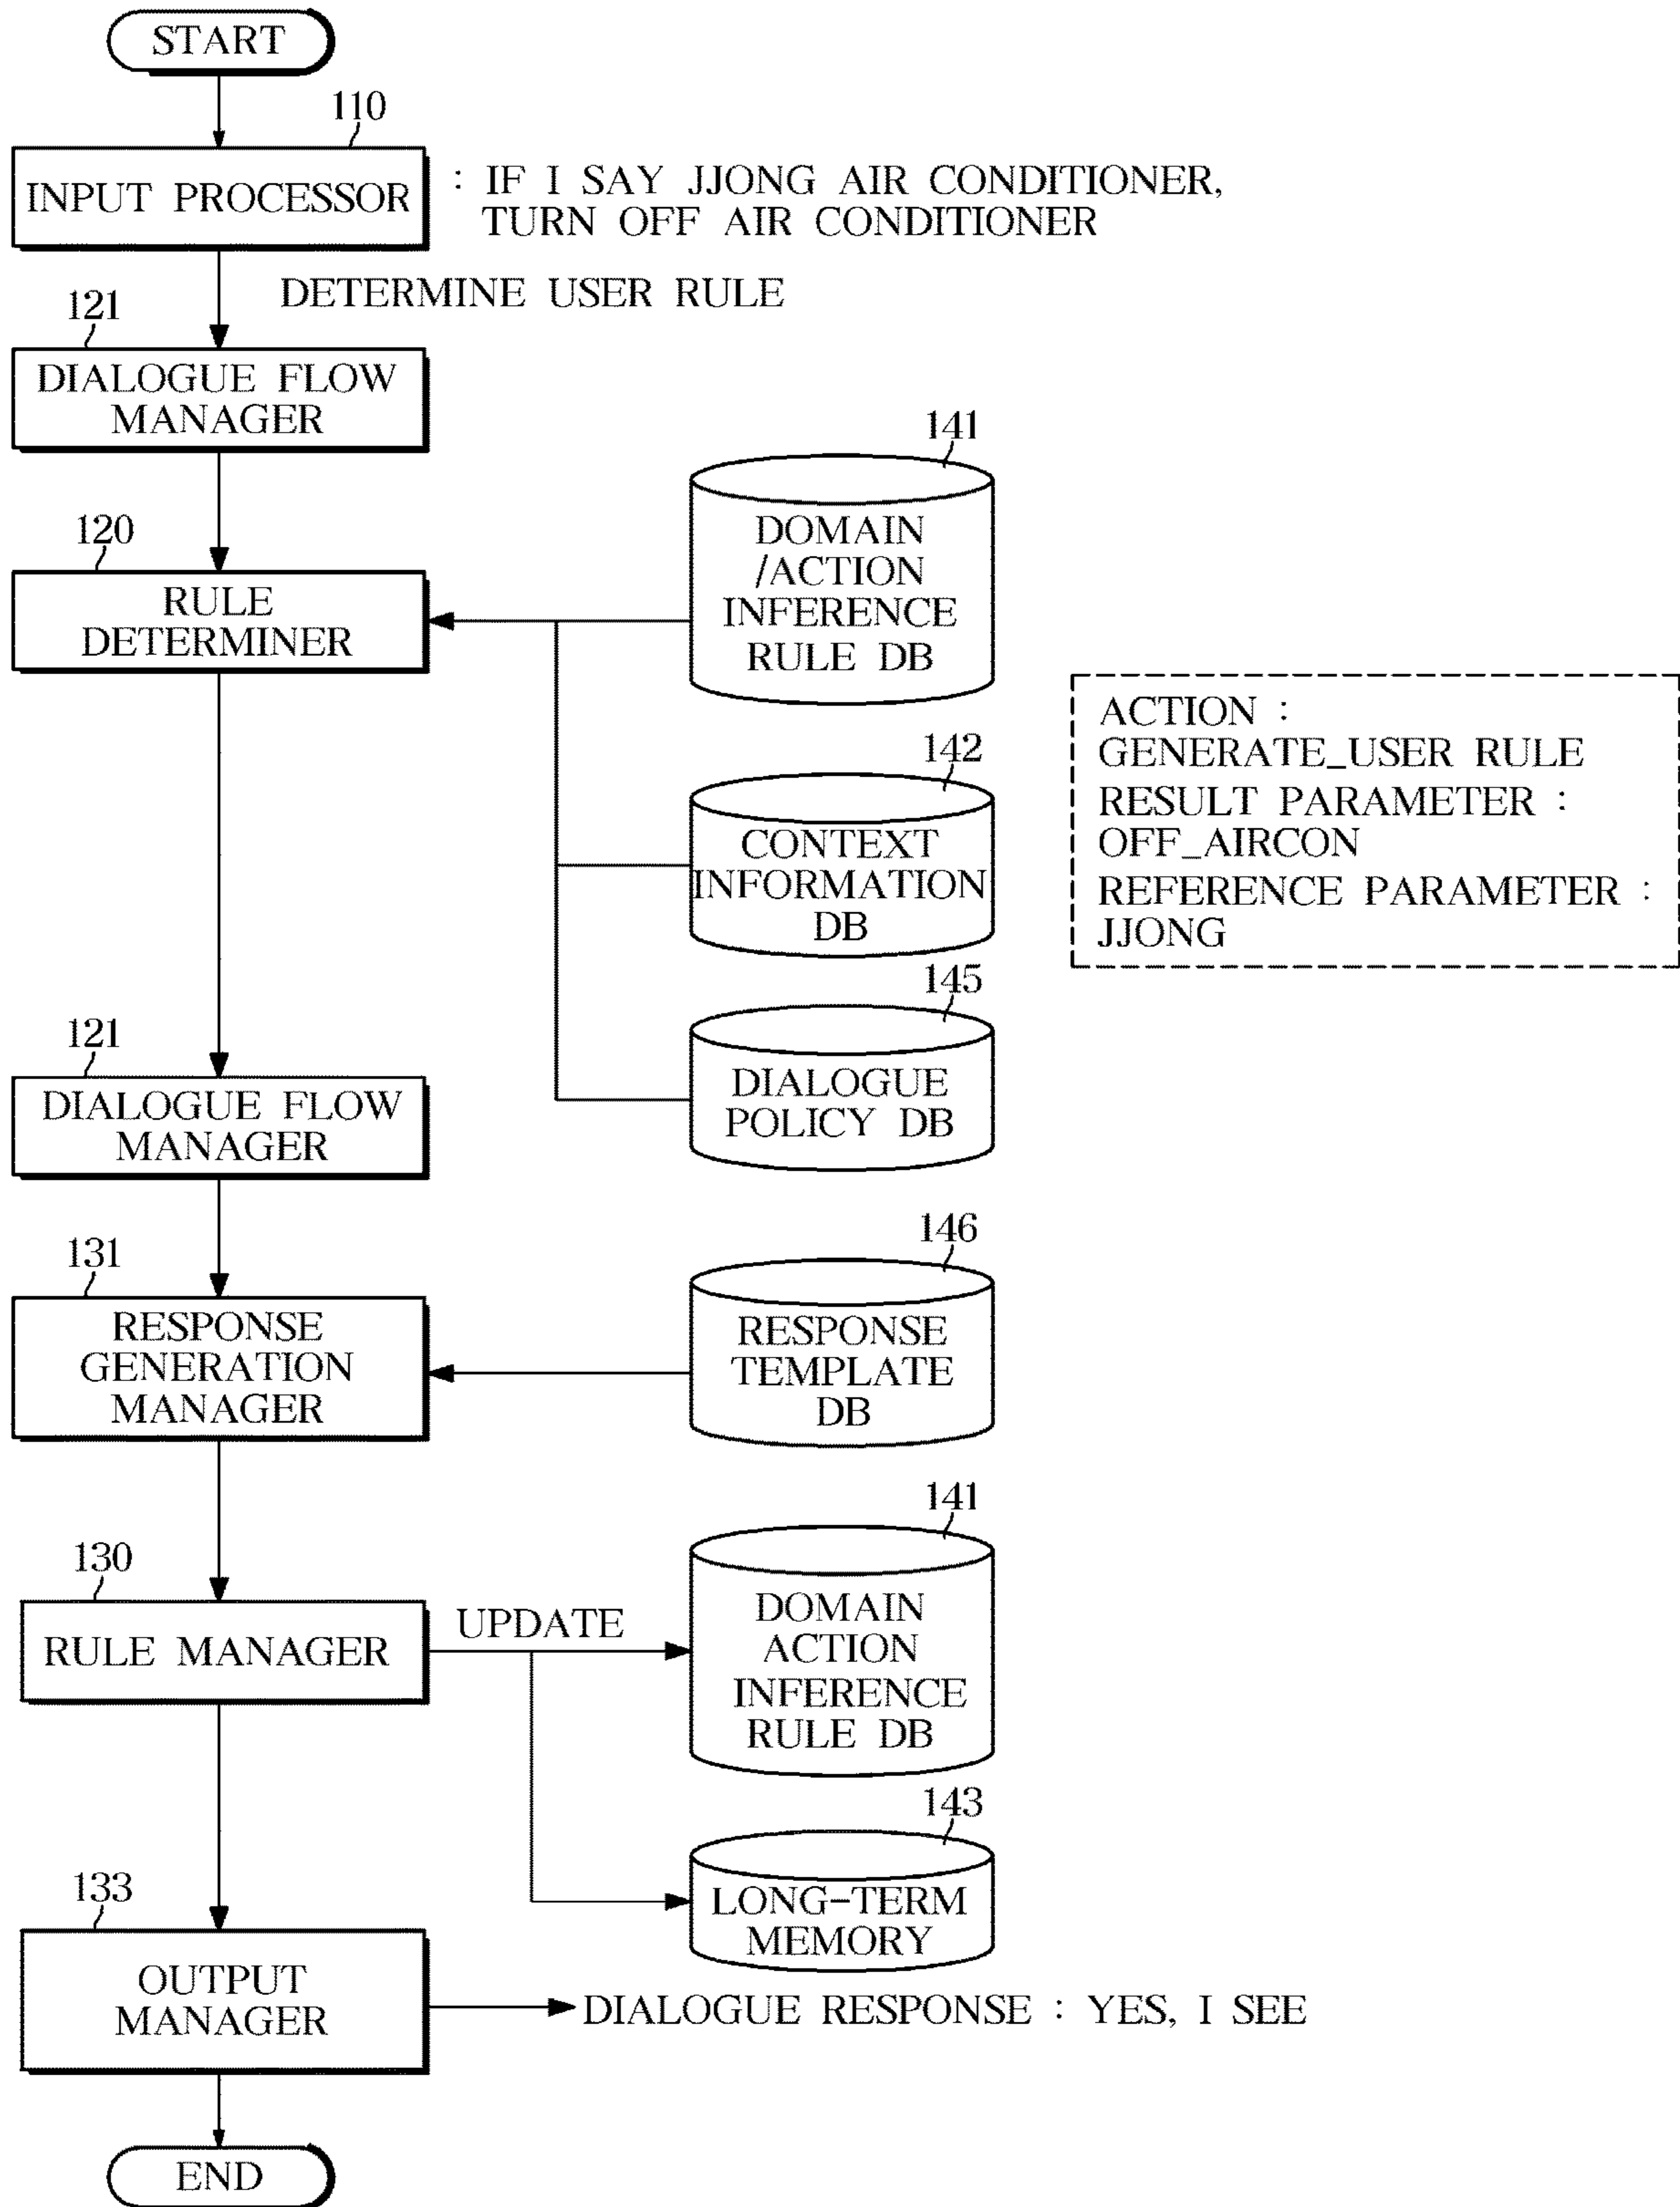 START
110
INPUT PROCESSOR
: IF I SAY JJONG AIR CONDITIONER,
TURN OFF AIR CONDITIONER
DETERMINE USER RULE
121
DIALOGUE FLOW
MANAGER
120
RULE
DETERMINER
141
DOMAIN
/ACTION
INFERENCE
RULE DB
142
CONTEXT
INFORMATION
DB
145
DIALOGUE
POLICY DB
ACTION :
GENERATE_USER RULE
RESULT PARAMETER :
OFF_AIRCON
REFERENCE PARAMETER :
JJONG
121
DIALOGUE FLOW
MANAGER
131
RESPONSE
GENERATION
MANAGER
146
RESPONSE
TEMPLATE
DB
130
RULE MANAGER
UPDATE
141
DOMAIN
ACTION
INFERENCE
RULE DB
143
LONG-TERM
MEMORY
133
OUTPUT
MANAGER
DIALOGUE RESPONSE : YES, I SEE
END